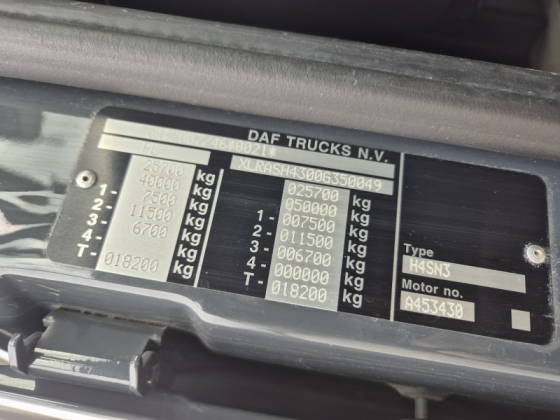 DAF TRUCKS N.V.
XLRASH4300G350049
25700 kg
40000 kg
1- 7500 kg
2- 11500 kg
3- 6700 kg
4- kg
T- 018200 kg
025700 kg
050000 kg
1- 007500 kg
2- 011500 kg
3- 006700 kg
4- 000000 kg
T- 018200 kg
Type
H4SN3
Motor no.
A453430